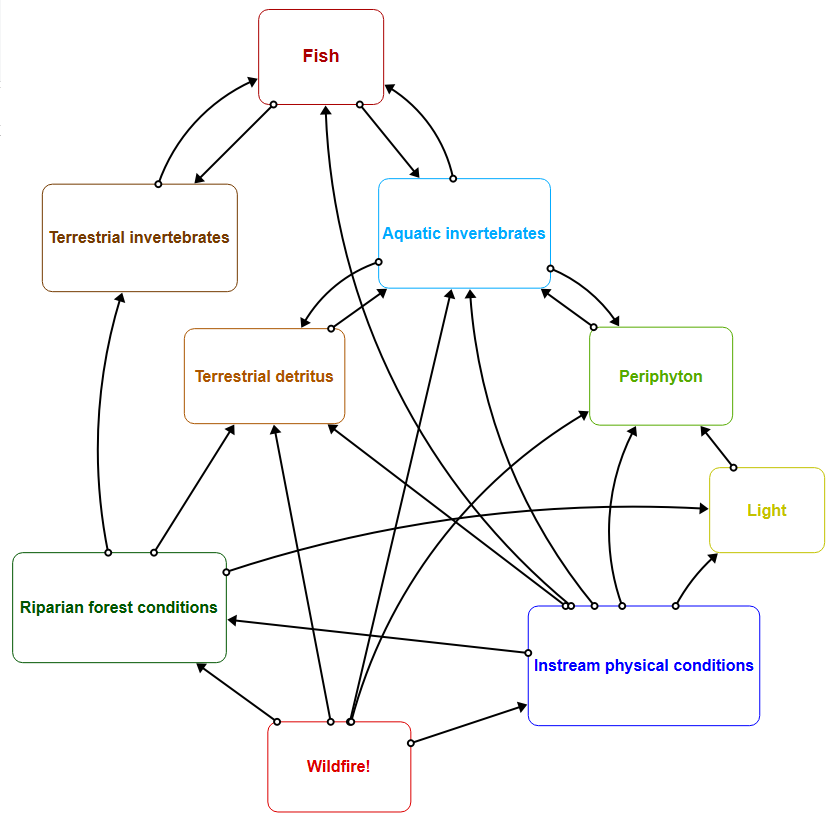 Fish
Terrestrial invertebrates
Aquatic invertebrates
Terrestrial detritus
Periphyton
Light
Riparian forest conditions
Instream physical conditions
Wildfire!